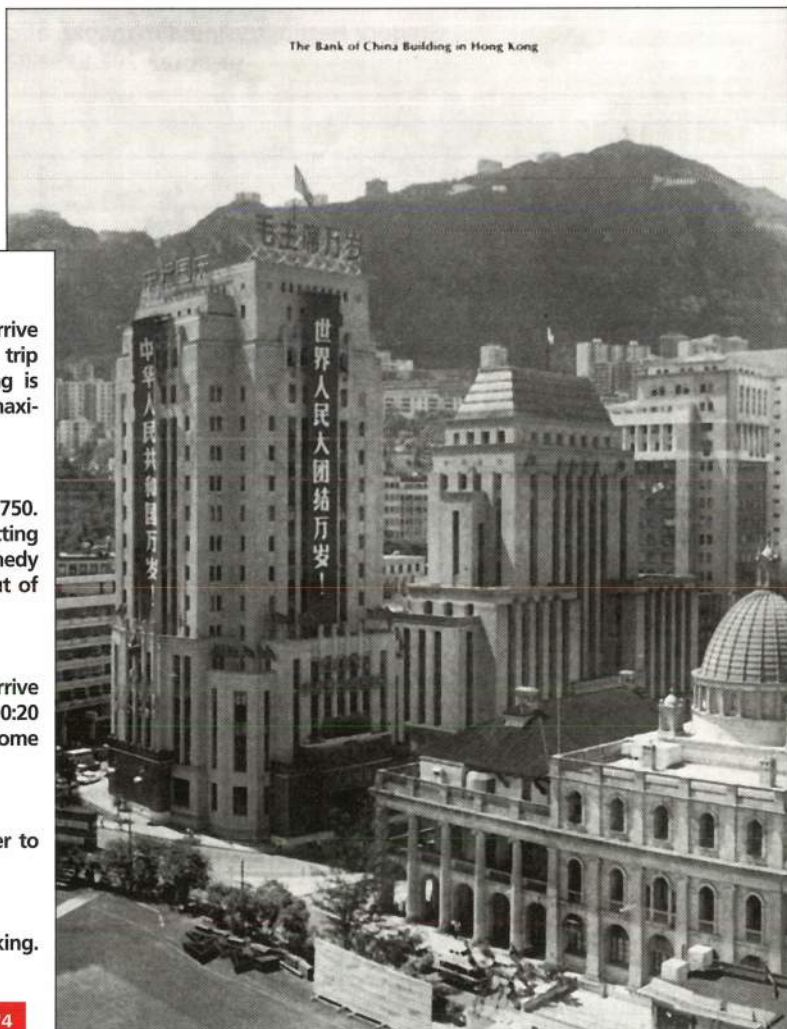 The Bank of China Building in Hong Kong
毛主席万岁
中华人民共和国万岁！
世界人民大团结万岁！
rrive
trip
g is
naxi-
750.
tting
nedy
ut of
rrive
0:20
ome
er to
king.
4